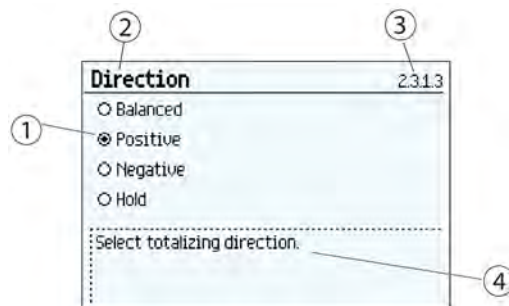 2 3
Direction 2.3.1.3
Balanced
1
Positive
Negative
Hold
Select totalizing direction.
4